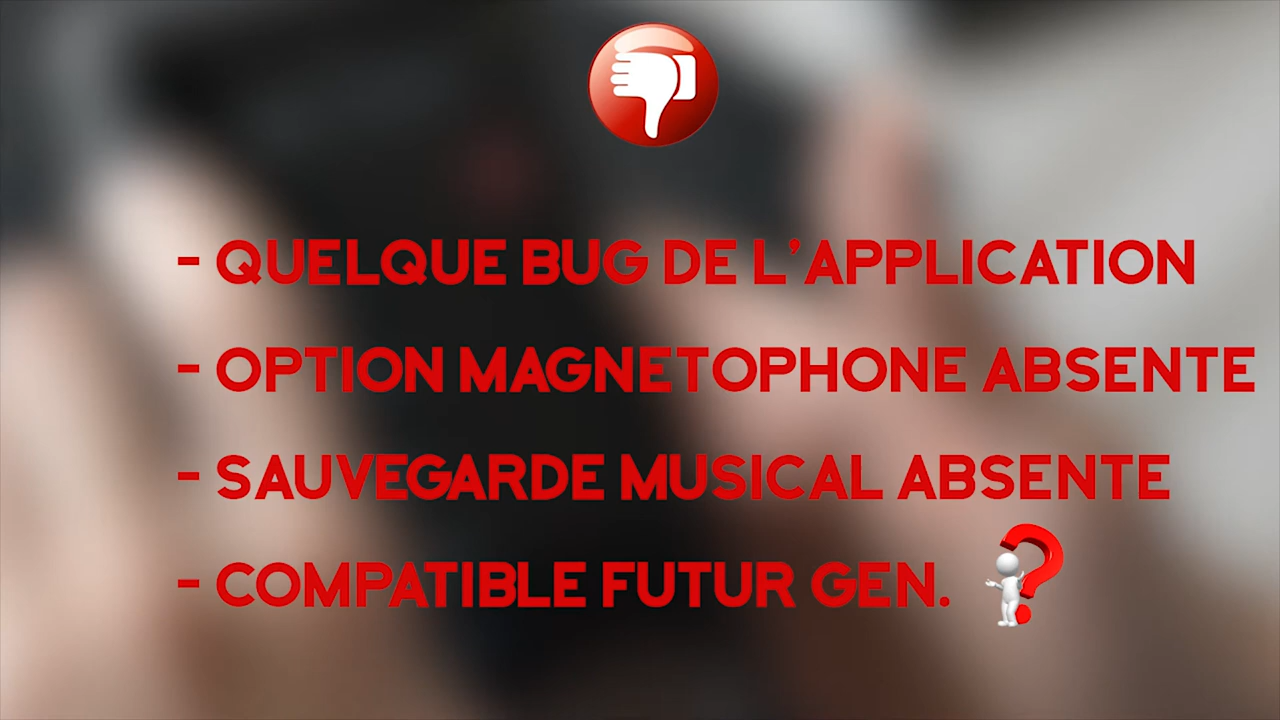 - QUELQUE BUG DE L'APPLICATION
- OPTION MAGNETOPHONE ABSENTE
- SAUVEGARDE MUSICAL ABSENTE
- COMPATIBLE FUTUR GEN. ?